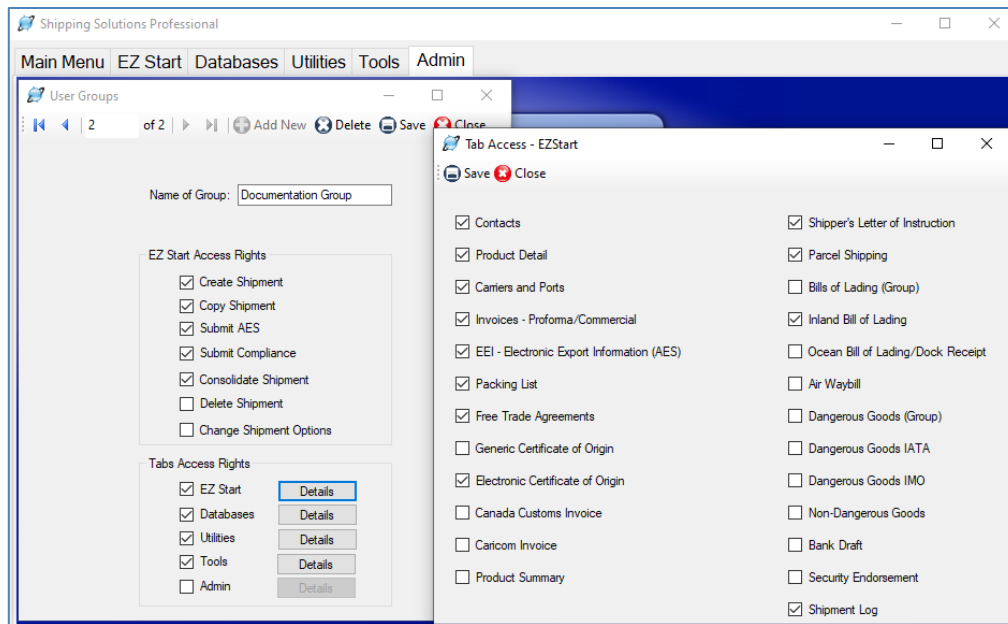 Shipping Solutions Professional
Main Menu EZ Start Databases Utilities Tools Admin
User Groups
2 of 2 Add New Delete Save Close
Name of Group: Documentation Group
EZ Start Access Rights
Create Shipment
Copy Shipment
Submit AES
Submit Compliance
Consolidate Shipment
Delete Shipment
Change Shipment Options
Tabs Access Rights
EZ Start Details
Databases Details
Utilities Details
Tools Details
Admin Details
Tab Access - EZStart
Save Close
Contacts
Product Detail
Carriers and Ports
Invoices - Proforma/Commercial
EEI - Electronic Export Information (AES)
Packing List
Free Trade Agreements
Generic Certificate of Origin
Electronic Certificate of Origin
Canada Customs Invoice
Caricom Invoice
Product Summary
Shipper's Letter of Instruction
Parcel Shipping
Bills of Lading (Group)
Inland Bill of Lading
Ocean Bill of Lading/Dock Receipt
Air Waybill
Dangerous Goods (Group)
Dangerous Goods IATA
Dangerous Goods IMO
Non-Dangerous Goods
Bank Draft
Security Endorsement
Shipment Log